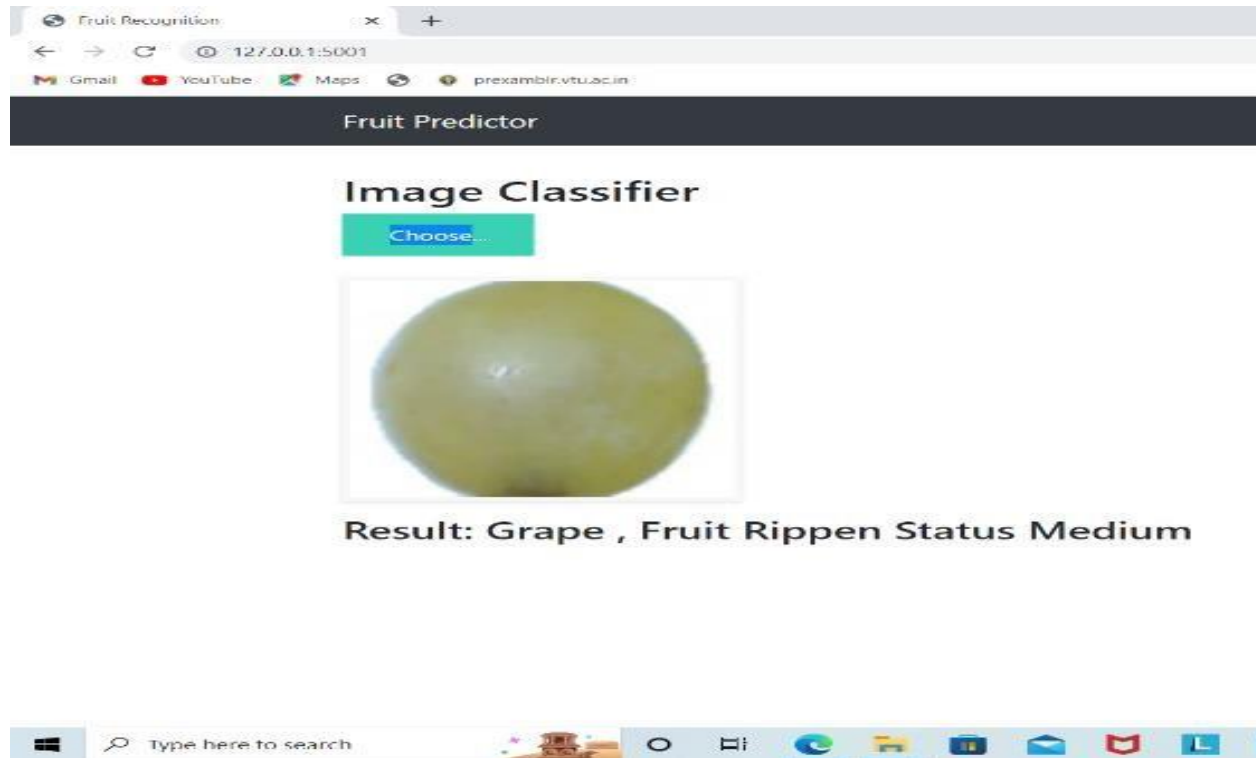 Fruit Recognition
127.0.0.1:5001
Gmail YouTube Maps prexamblr.vtu.ac.in
Fruit Predictor
Image Classifier
Choose...
Result: Grape , Fruit Rippen Status Medium
Type here to search
L